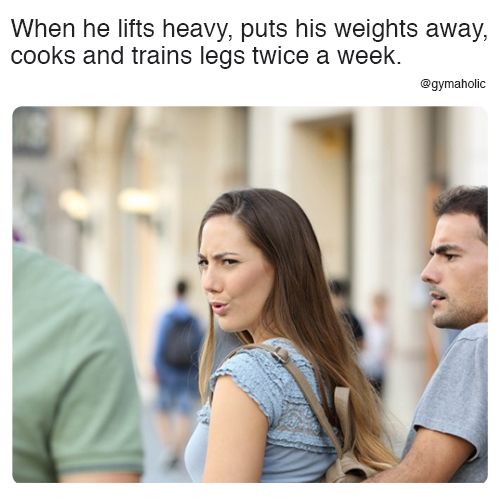 When he lifts heavy, puts his weights away,
cooks and trains legs twice a week.
@gymaholic